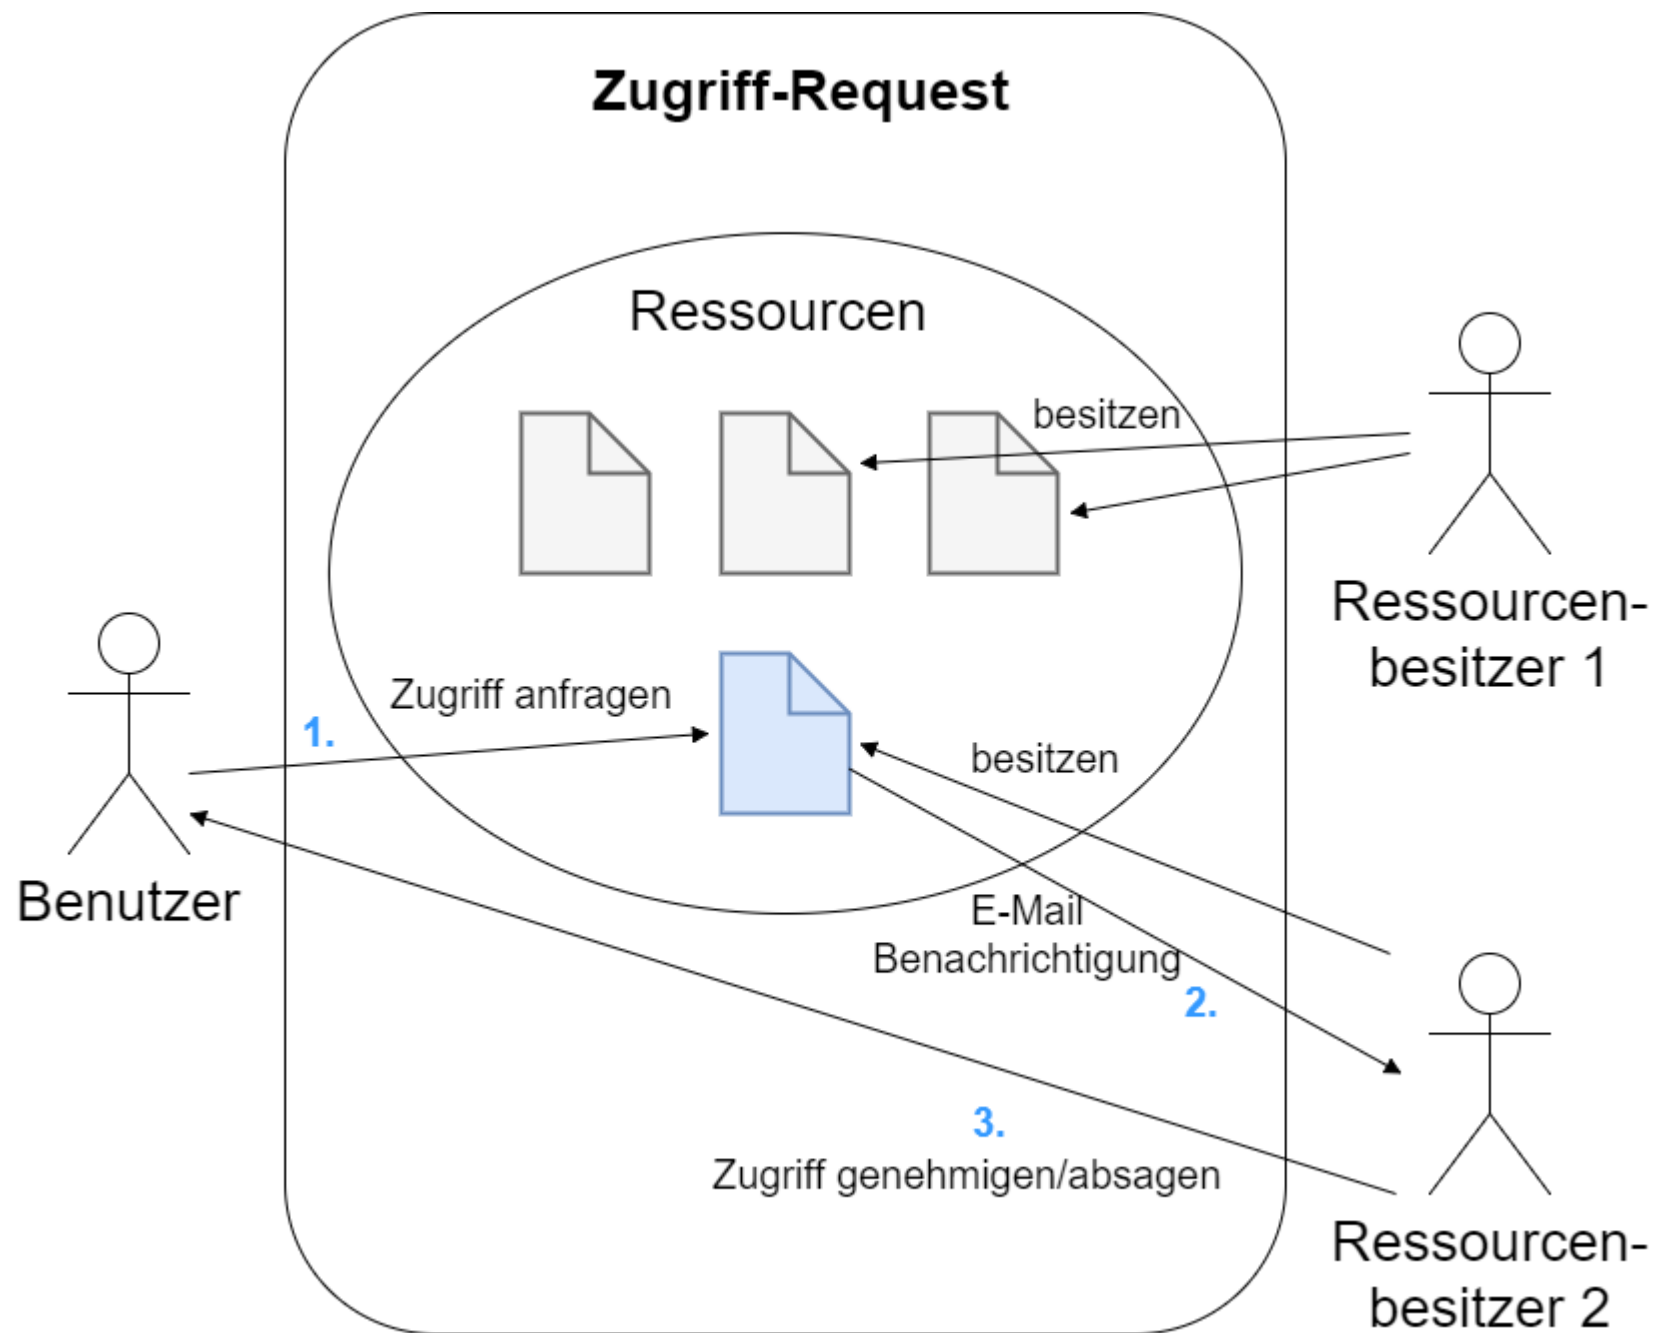 Zugriff-Request
Ressourcen
besitzen
Ressourcen-
besitzer 1
Zugriff anfragen
1.
besitzen
Benutzer
E-Mail
Benachrichtigung
2.
3.
Zugriff genehmigen/absagen
Ressourcen-
besitzer 2